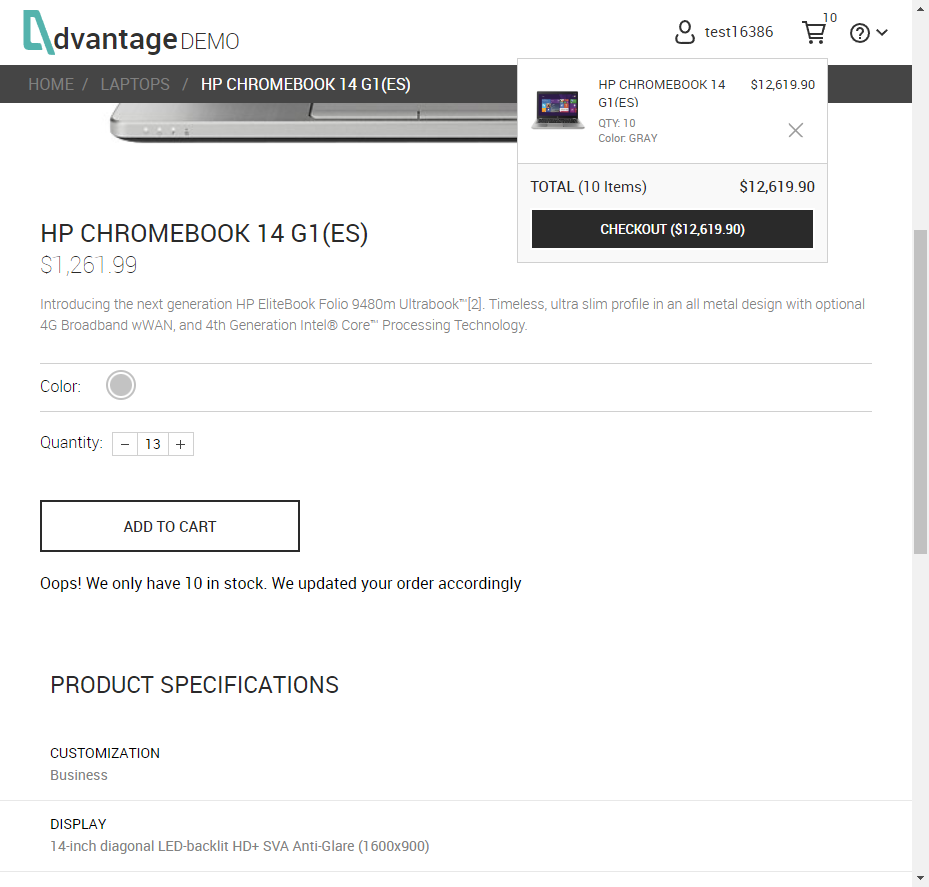 dvantage DEMO
test16386
10
?
HOME / LAPTOPS / HP CHROMEBOOK 14 G1(ES)
HP CHROMEBOOK 14
G1(ES)
$12,619.90
QTY: 10
Color: GRAY
TOTAL (10 Items) $12,619.90
CHECKOUT ($12,619.90)
HP CHROMEBOOK 14 G1(ES)
$1,261.99
Introducing the next generation HP EliteBook Folio 9480m Ultrabook™[2]. Timeless, ultra slim profile in an all metal design with optional
4G Broadband wWAN, and 4th Generation Intel® Core™ Processing Technology.
Color:
Quantity: − 13 +
ADD TO CART
Oops! We only have 10 in stock. We updated your order accordingly
PRODUCT SPECIFICATIONS
CUSTOMIZATION
Business
DISPLAY
14-inch diagonal LED-backlit HD+ SVA Anti-Glare (1600x900)